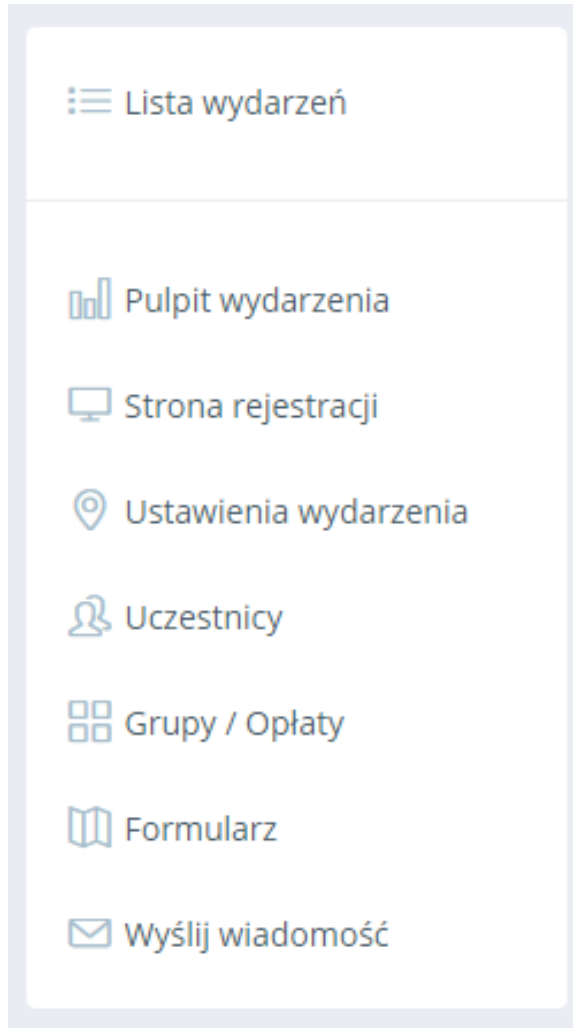 Lista wydarzeń
Pulpit wydarzenia
Strona rejestracji
Ustawienia wydarzenia
Uczestnicy
Grupy / Opłaty
Formularz
Wyślij wiadomość